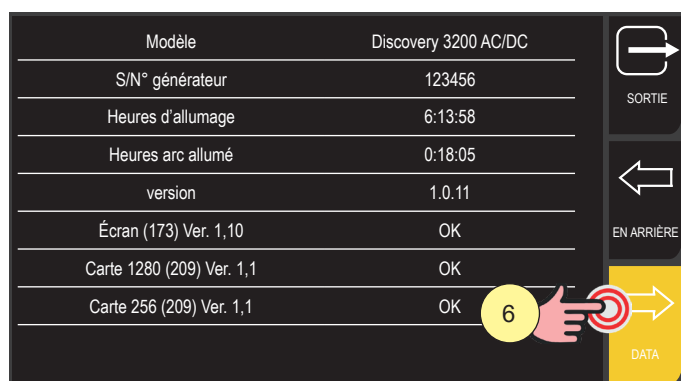 Modèle Discovery 3200 AC/DC
S/N° générateur 123456
Heures d'allumage 6:13:58
Heures arc allumé 0:18:05
version 1.0.11
Écran (173) Ver. 1,10 OK
Carte 1280 (209) Ver. 1,1 OK
Carte 256 (209) Ver. 1,1 OK
6
SORTIE
EN ARRIÈRE
DATA